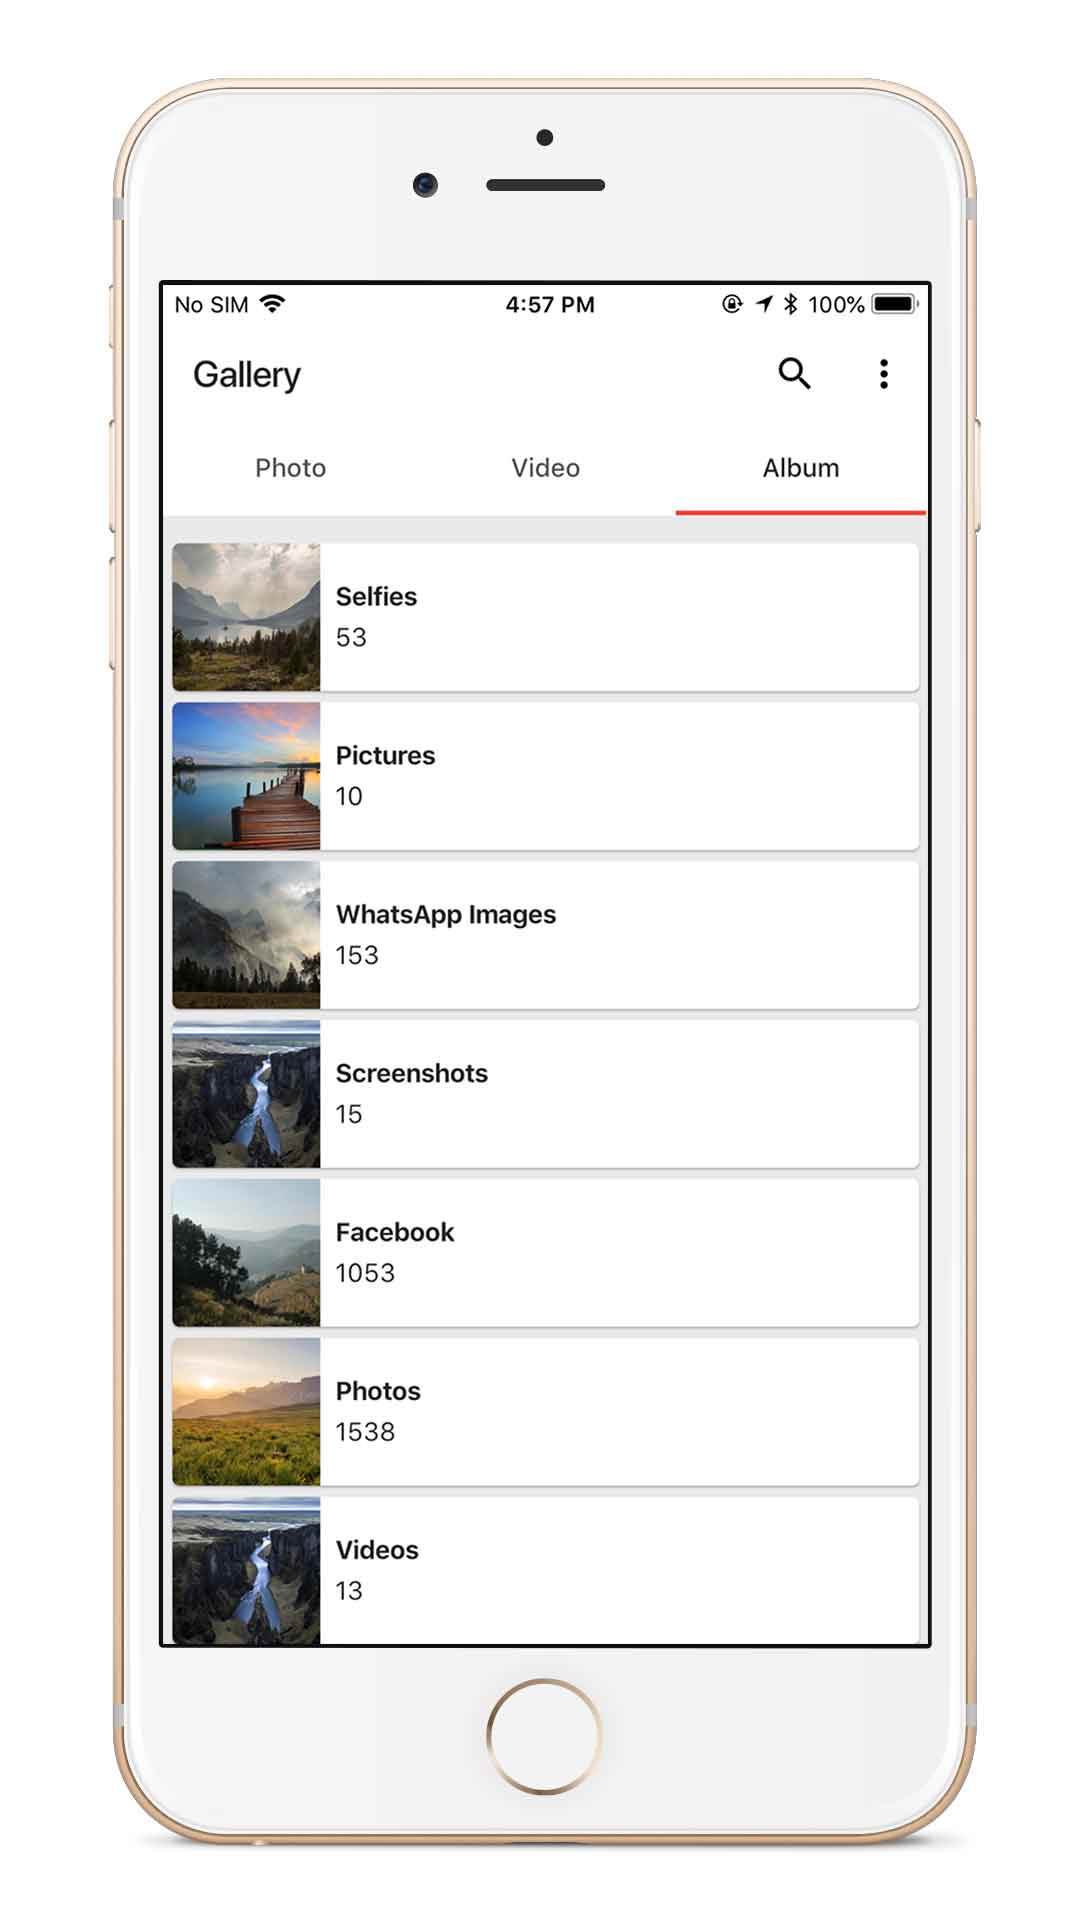 No SIM 4:57 PM 100%
Gallery
Photo Video Album
Selfies
53
Pictures
10
WhatsApp Images
153
Screenshots
15
Facebook
1053
Photos
1538
Videos
13